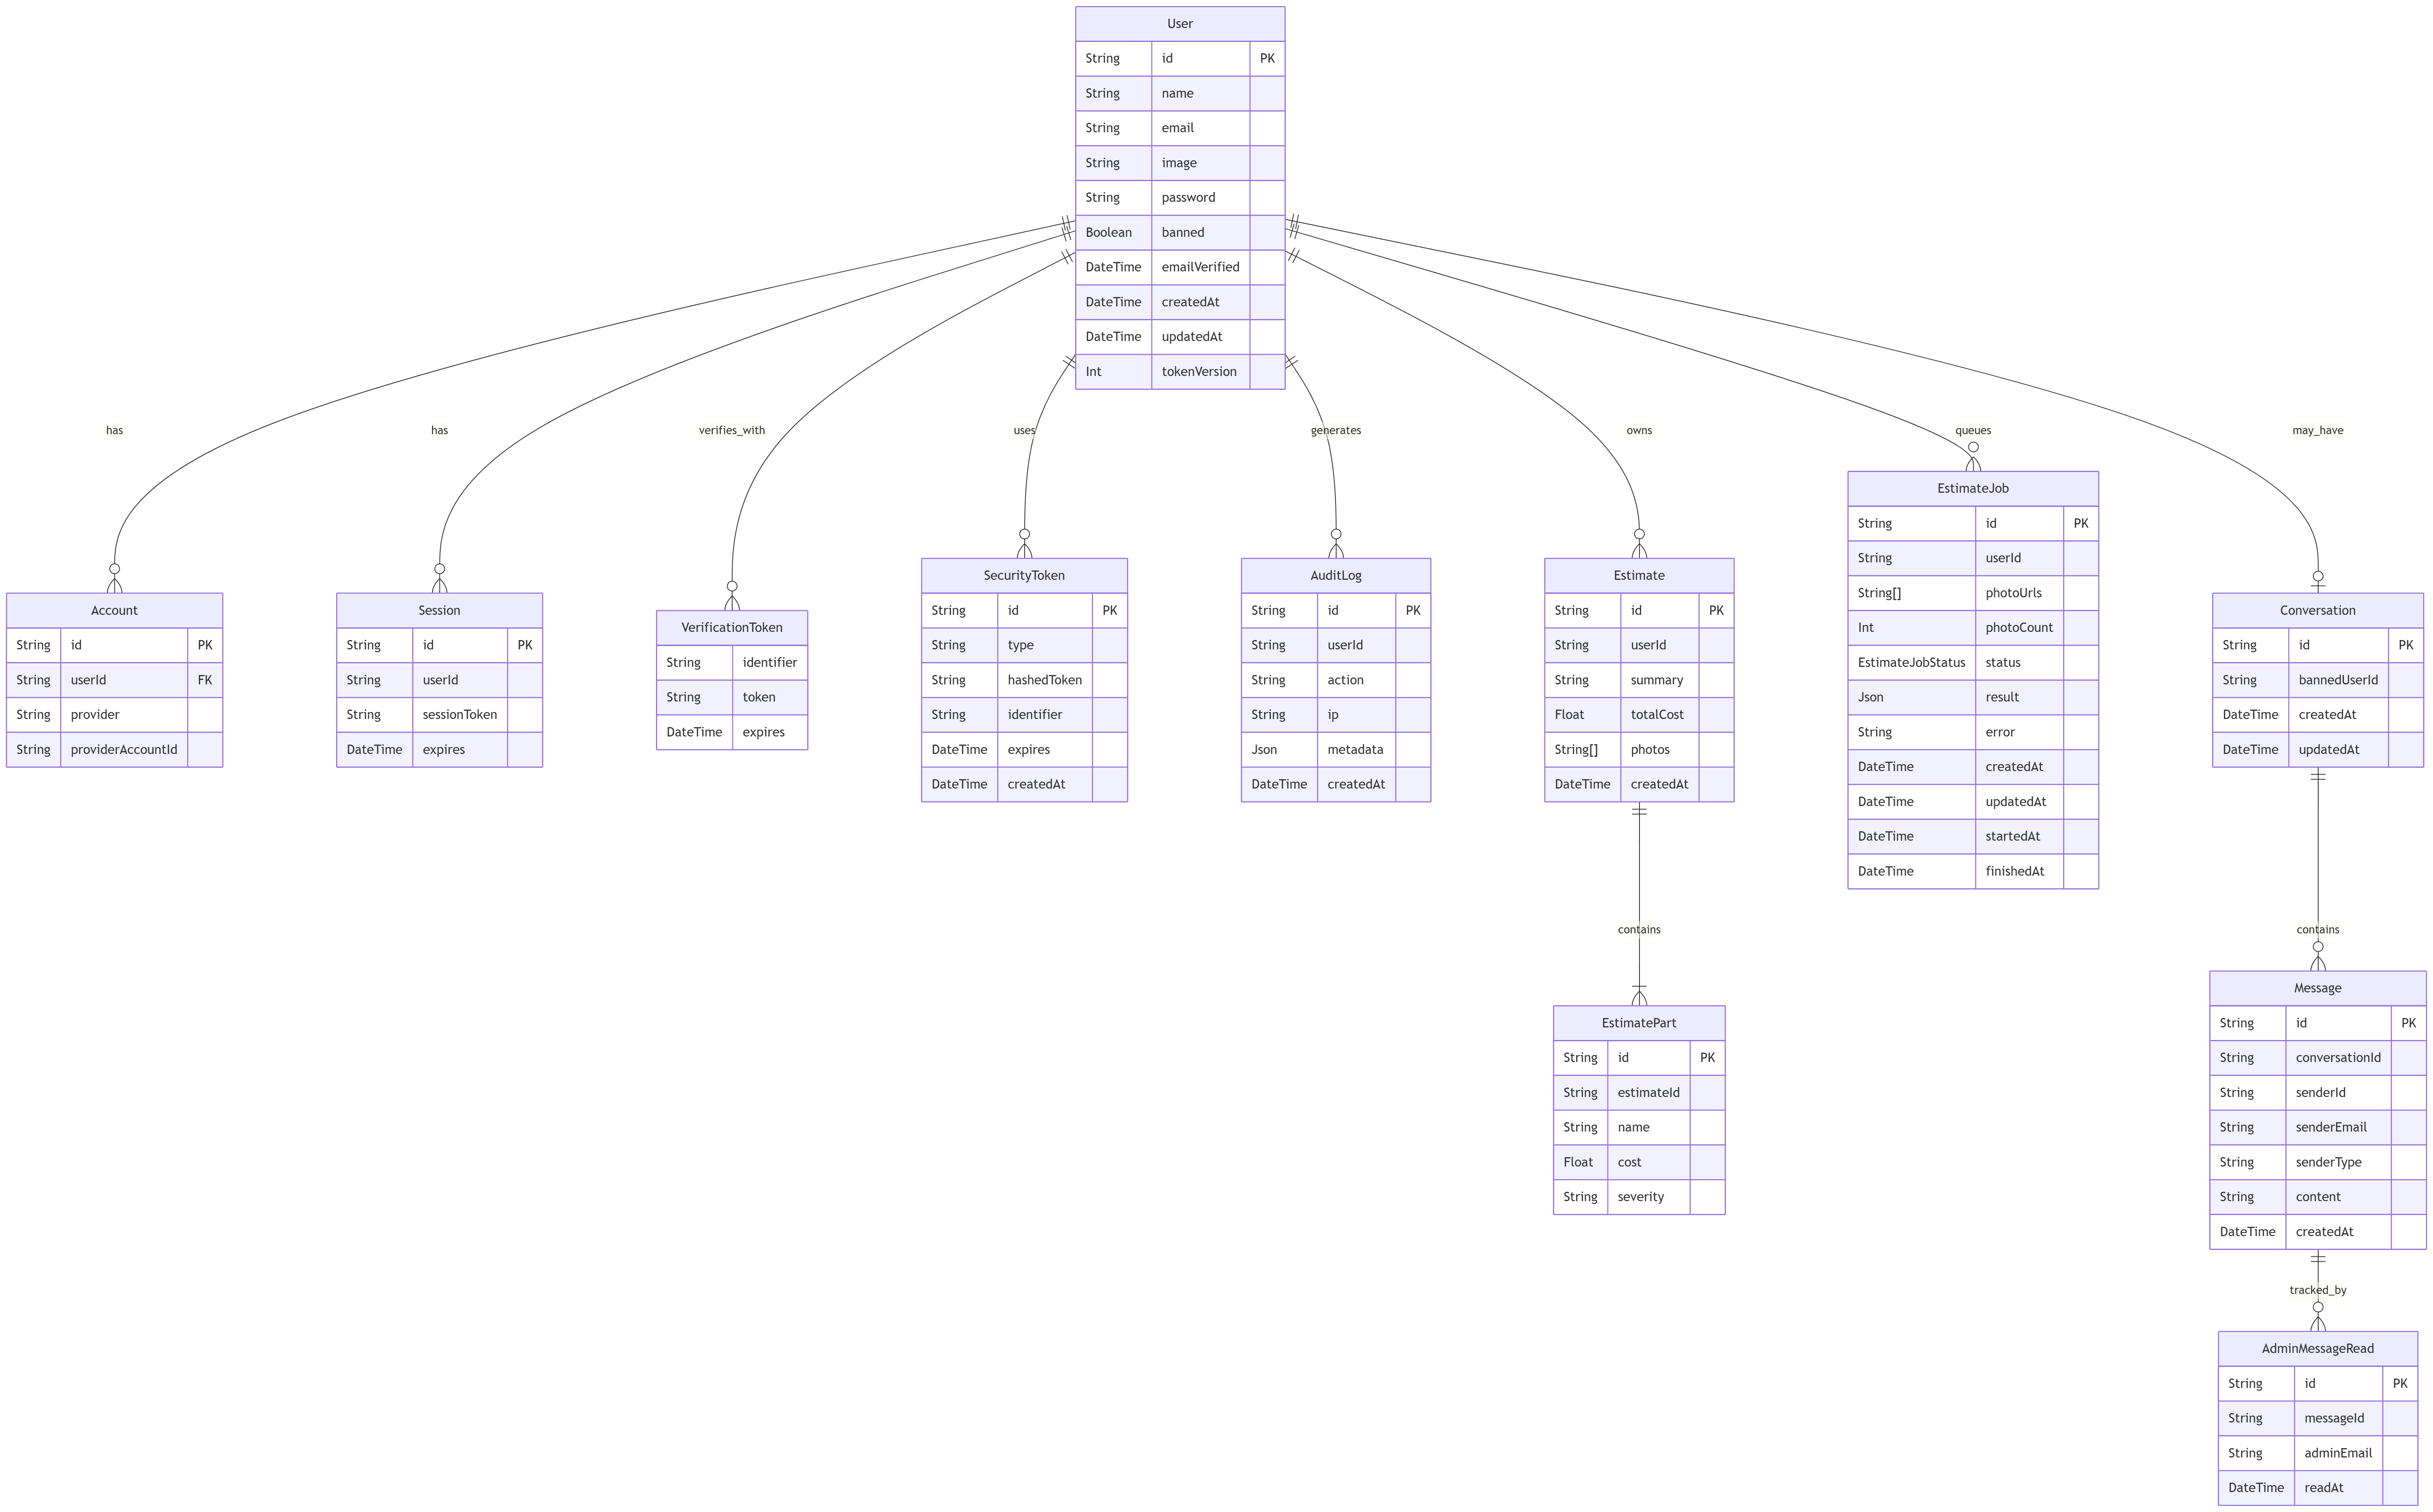 User
String id PK
String name
String email
String image
String password
Boolean banned
DateTime emailVerified
DateTime createdAt
DateTime updatedAt
Int tokenVersion
has
has
verifies_with
uses
generates
owns
queues
may_have
Account
String id PK
String userId FK
String provider
String providerAccountId
Session
String id PK
String userId
String sessionToken
DateTime expires
VerificationToken
String identifier
String token
DateTime expires
SecurityToken
String id PK
String type
String hashedToken
String identifier
DateTime expires
DateTime createdAt
AuditLog
String id PK
String userId
String action
String ip
Json metadata
DateTime createdAt
Estimate
String id PK
String userId
String summary
Float totalCost
String[] photos
DateTime createdAt
EstimateJob
String id PK
String userId
String[] photoUrls
Int photoCount
EstimateJobStatus status
Json result
String error
DateTime createdAt
DateTime updatedAt
DateTime startedAt
DateTime finishedAt
Conversation
String id PK
String bannedUserId
DateTime createdAt
DateTime updatedAt
contains
contains
EstimatePart
String id PK
String estimateId
String name
Float cost
String severity
Message
String id PK
String conversationId
String senderId
String senderEmail
String senderType
String content
DateTime createdAt
tracked_by
AdminMessageRead
String id PK
String messageId
String adminEmail
DateTime readAt